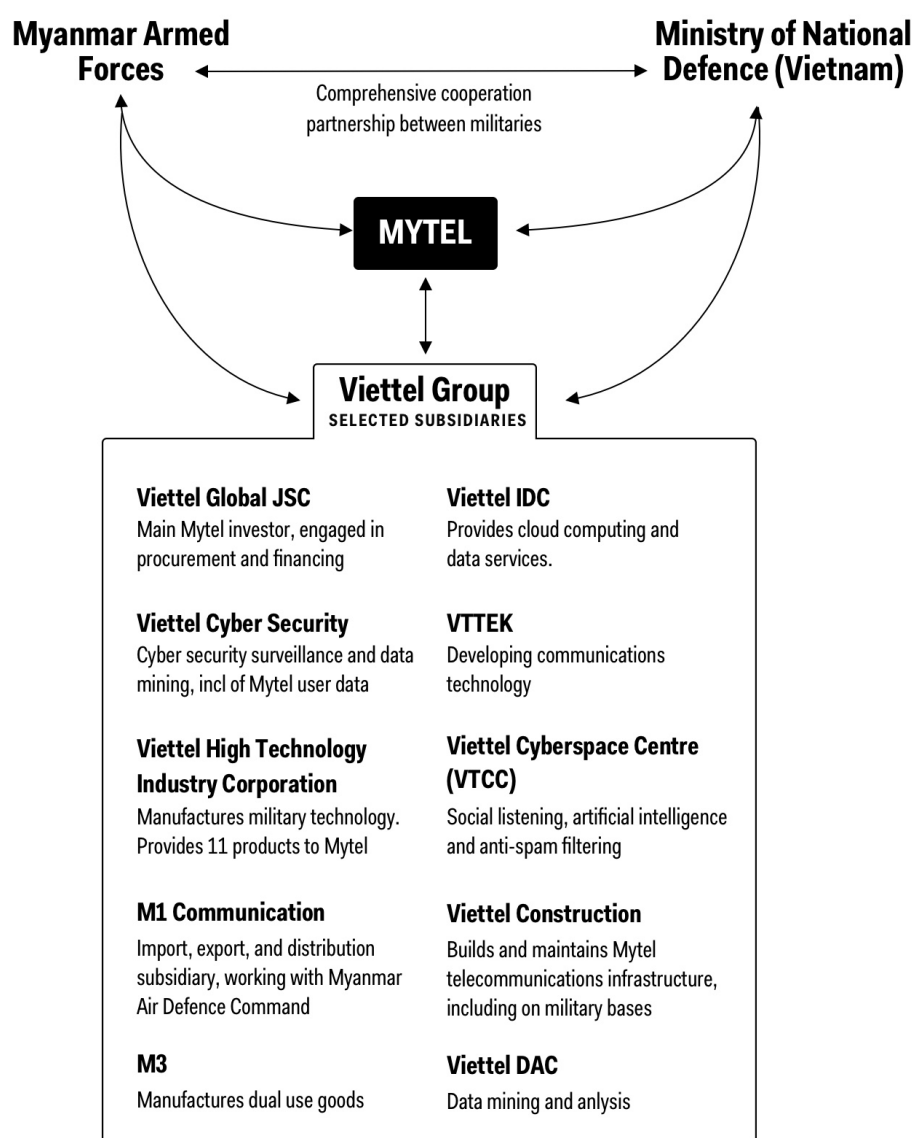 Myanmar Armed
Forces
Ministry of National
Defence (Vietnam)
Comprehensive cooperation
partnership between militaries
MYTEL
Viettel Group
SELECTED SUBSIDIARIES
Viettel Global JSC
Main Mytel investor, engaged in
procurement and financing
Viettel IDC
Provides cloud computing and
data services.
Viettel Cyber Security
Cyber security surveillance and data
mining, incl of Mytel user data
VTTEK
Developing communications
technology
Viettel High Technology
Industry Corporation
Manufactures military technology.
Provides 11 products to Mytel
Viettel Cyberspace Centre
(VTCC)
Social listening, artificial intelligence
and anti-spam filtering
M1 Communication
Import, export, and distribution
subsidiary, working with Myanmar
Air Defence Command
Viettel Construction
Builds and maintains Mytel
telecommunications infrastructure,
including on military bases
M3
Manufactures dual use goods
Viettel DAC
Data mining and anlysis